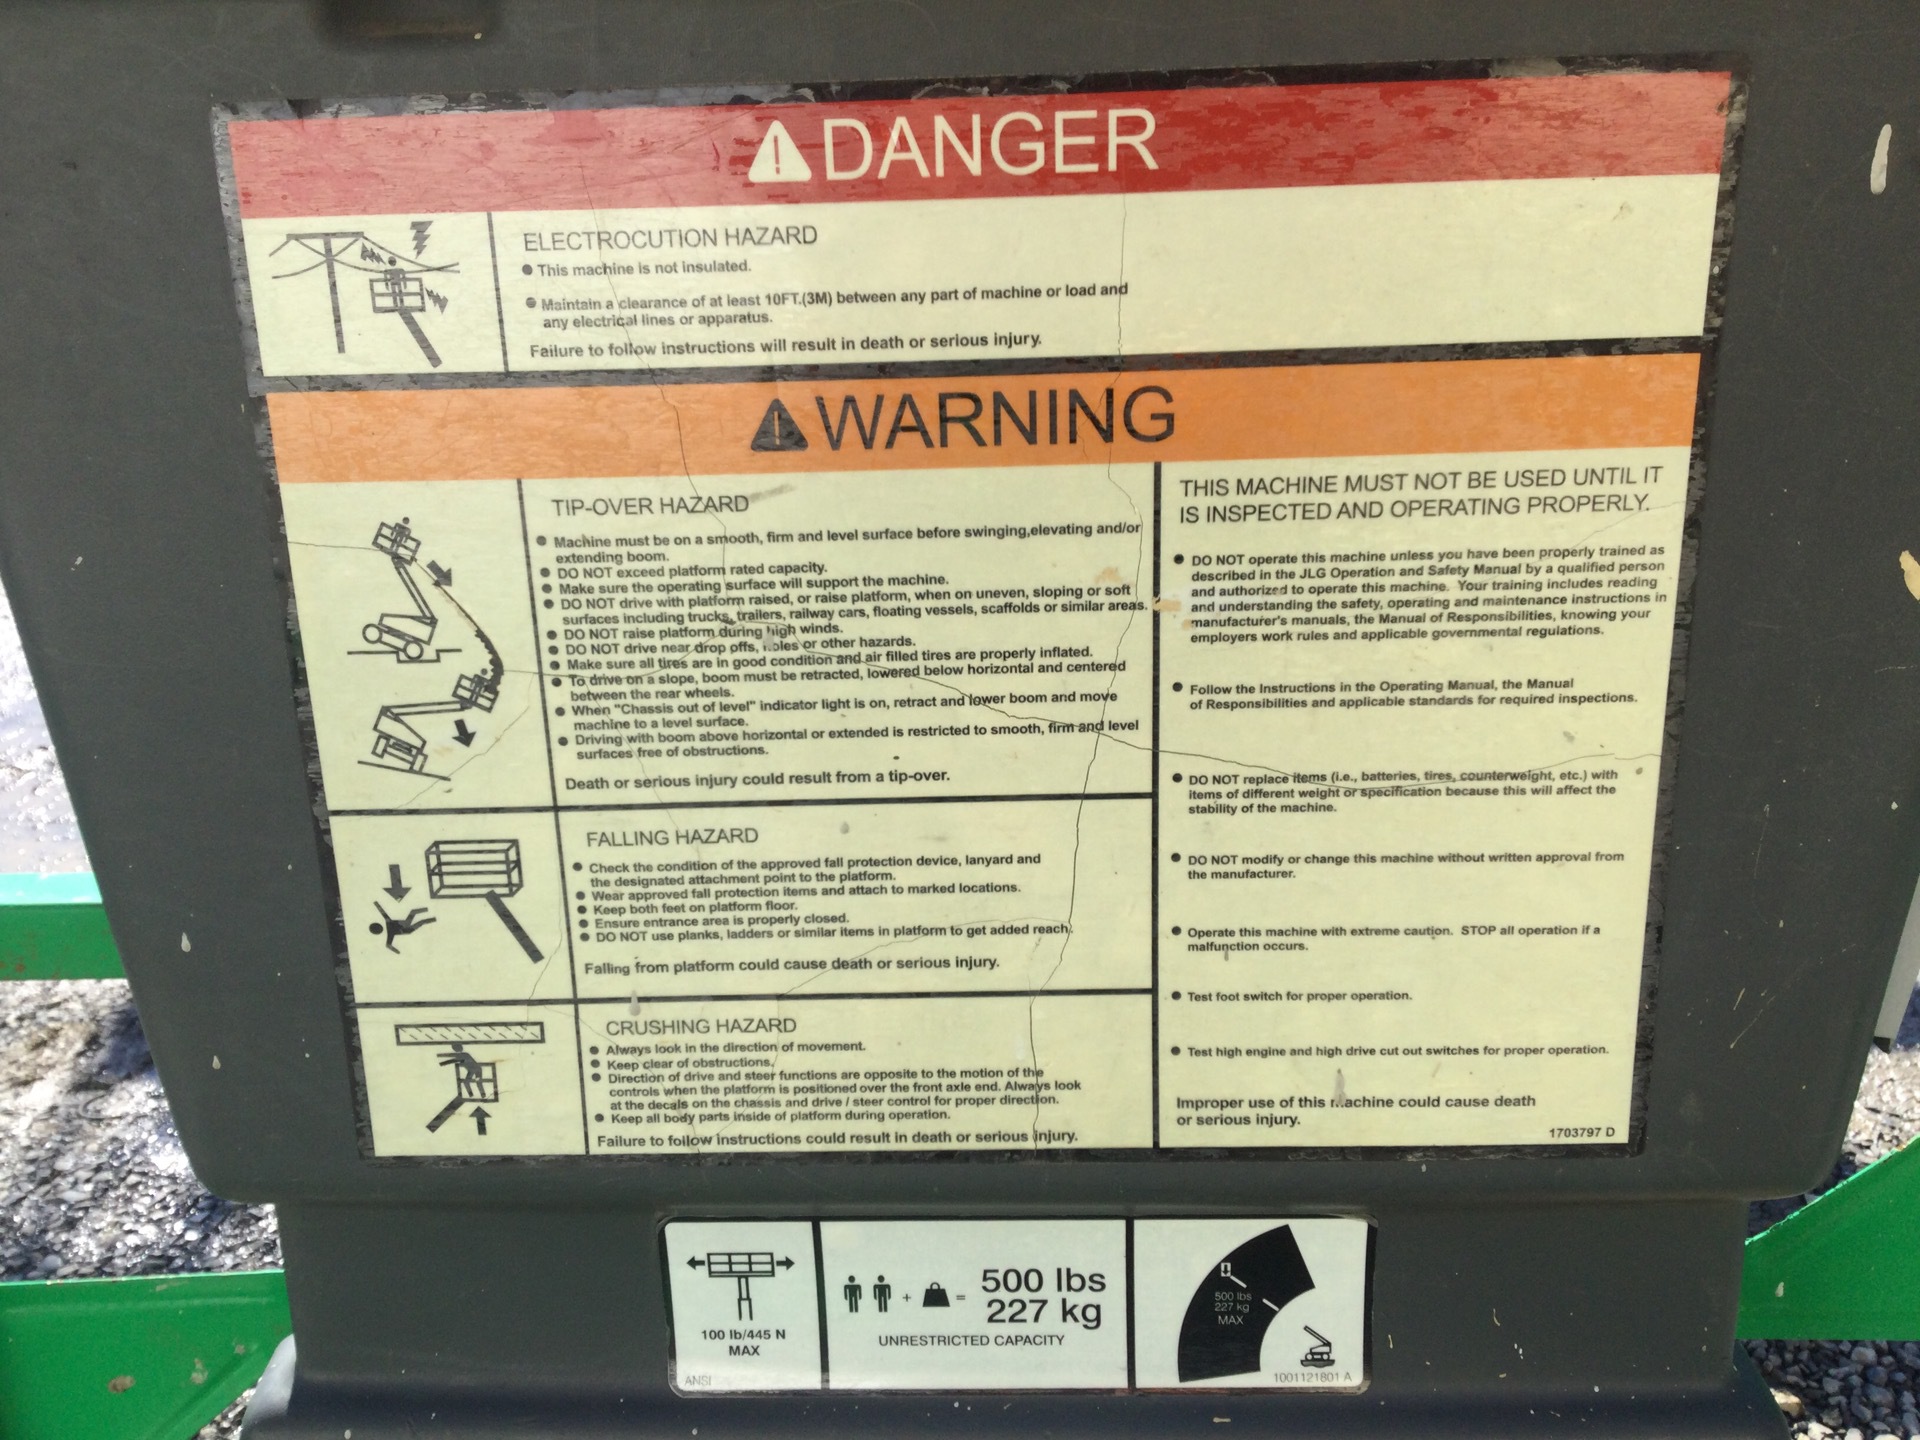 DANGER
ELECTROCUTION HAZARD
● This machine is not insulated.
● Maintain a clearance of at least 10FT.(3M) between any part of machine or load and
any electrical lines or apparatus.
Failure to follow instructions will result in death or serious injury.
WARNING
TIP-OVER HAZARD
● Machine must be on a smooth, firm and level surface before swinging,elevating and/or
extending boom.
● DO NOT exceed platform rated capacity.
● Make sure the operating surface will support the machine.
● DO NOT drive with platform raised, or raise platform, when on uneven, sloping or soft
surfaces including trucks, trailers, railway cars, floating vessels, scaffolds or similar areas.
● DO NOT raise platform during high winds.
● DO NOT drive near drop offs, holes or other hazards.
● Make sure all tires are in good condition and air filled tires are properly inflated.
● To drive on a slope, boom must be retracted, lowered below horizontal and centered
between the rear wheels.
● When "Chassis out of level" indicator light is on, retract and lower boom and move
machine to a level surface.
● Driving with boom above horizontal or extended is restricted to smooth, firm and level
surfaces free of obstructions.
Death or serious injury could result from a tip-over.
FALLING HAZARD
● Check the condition of the approved fall protection device, lanyard and
the designated attachment point to the platform.
● Wear approved fall protection items and attach to marked locations.
● Keep both feet on platform floor.
● Ensure entrance area is properly closed.
● DO NOT use planks, ladders or similar items in platform to get added reach.
Falling from platform could cause death or serious injury.
CRUSHING HAZARD
● Always look in the direction of movement.
● Keep clear of obstructions.
● Direction of drive and steer functions are opposite to the motion of the
controls when the platform is positioned over the front axle end. Always look
at the decals on the chassis and drive / steer control for proper direction.
● Keep all body parts inside of platform during operation.
Failure to follow instructions could result in death or serious injury.
THIS MACHINE MUST NOT BE USED UNTIL IT
IS INSPECTED AND OPERATING PROPERLY.
● DO NOT operate this machine unless you have been properly trained as
described in the JLG Operation and Safety Manual by a qualified person
and authorized to operate this machine. Your training includes reading
and understanding the safety, operating and maintenance instructions in
manufacturer's manuals, the Manual of Responsibilities, knowing your
employers work rules and applicable governmental regulations.
● Follow the Instructions in the Operating Manual, the Manual
of Responsibilities and applicable standards for required inspections.
● DO NOT replace items (i.e., batteries, tires, counterweight, etc.) with
items of different weight or specification because this will affect the
stability of the machine.
● DO NOT modify or change this machine without written approval from
the manufacturer.
● Operate this machine with extreme caution. STOP all operation if a
malfunction occurs.
● Test foot switch for proper operation.
● Test high engine and high drive cut out switches for proper operation.
Improper use of this machine could cause death
or serious injury.
1703797 D
100 lb/445 N
MAX
ANSI
+ = 500 lbs
227 kg
UNRESTRICTED CAPACITY
500 lbs
227 kg
MAX
1001121801 A